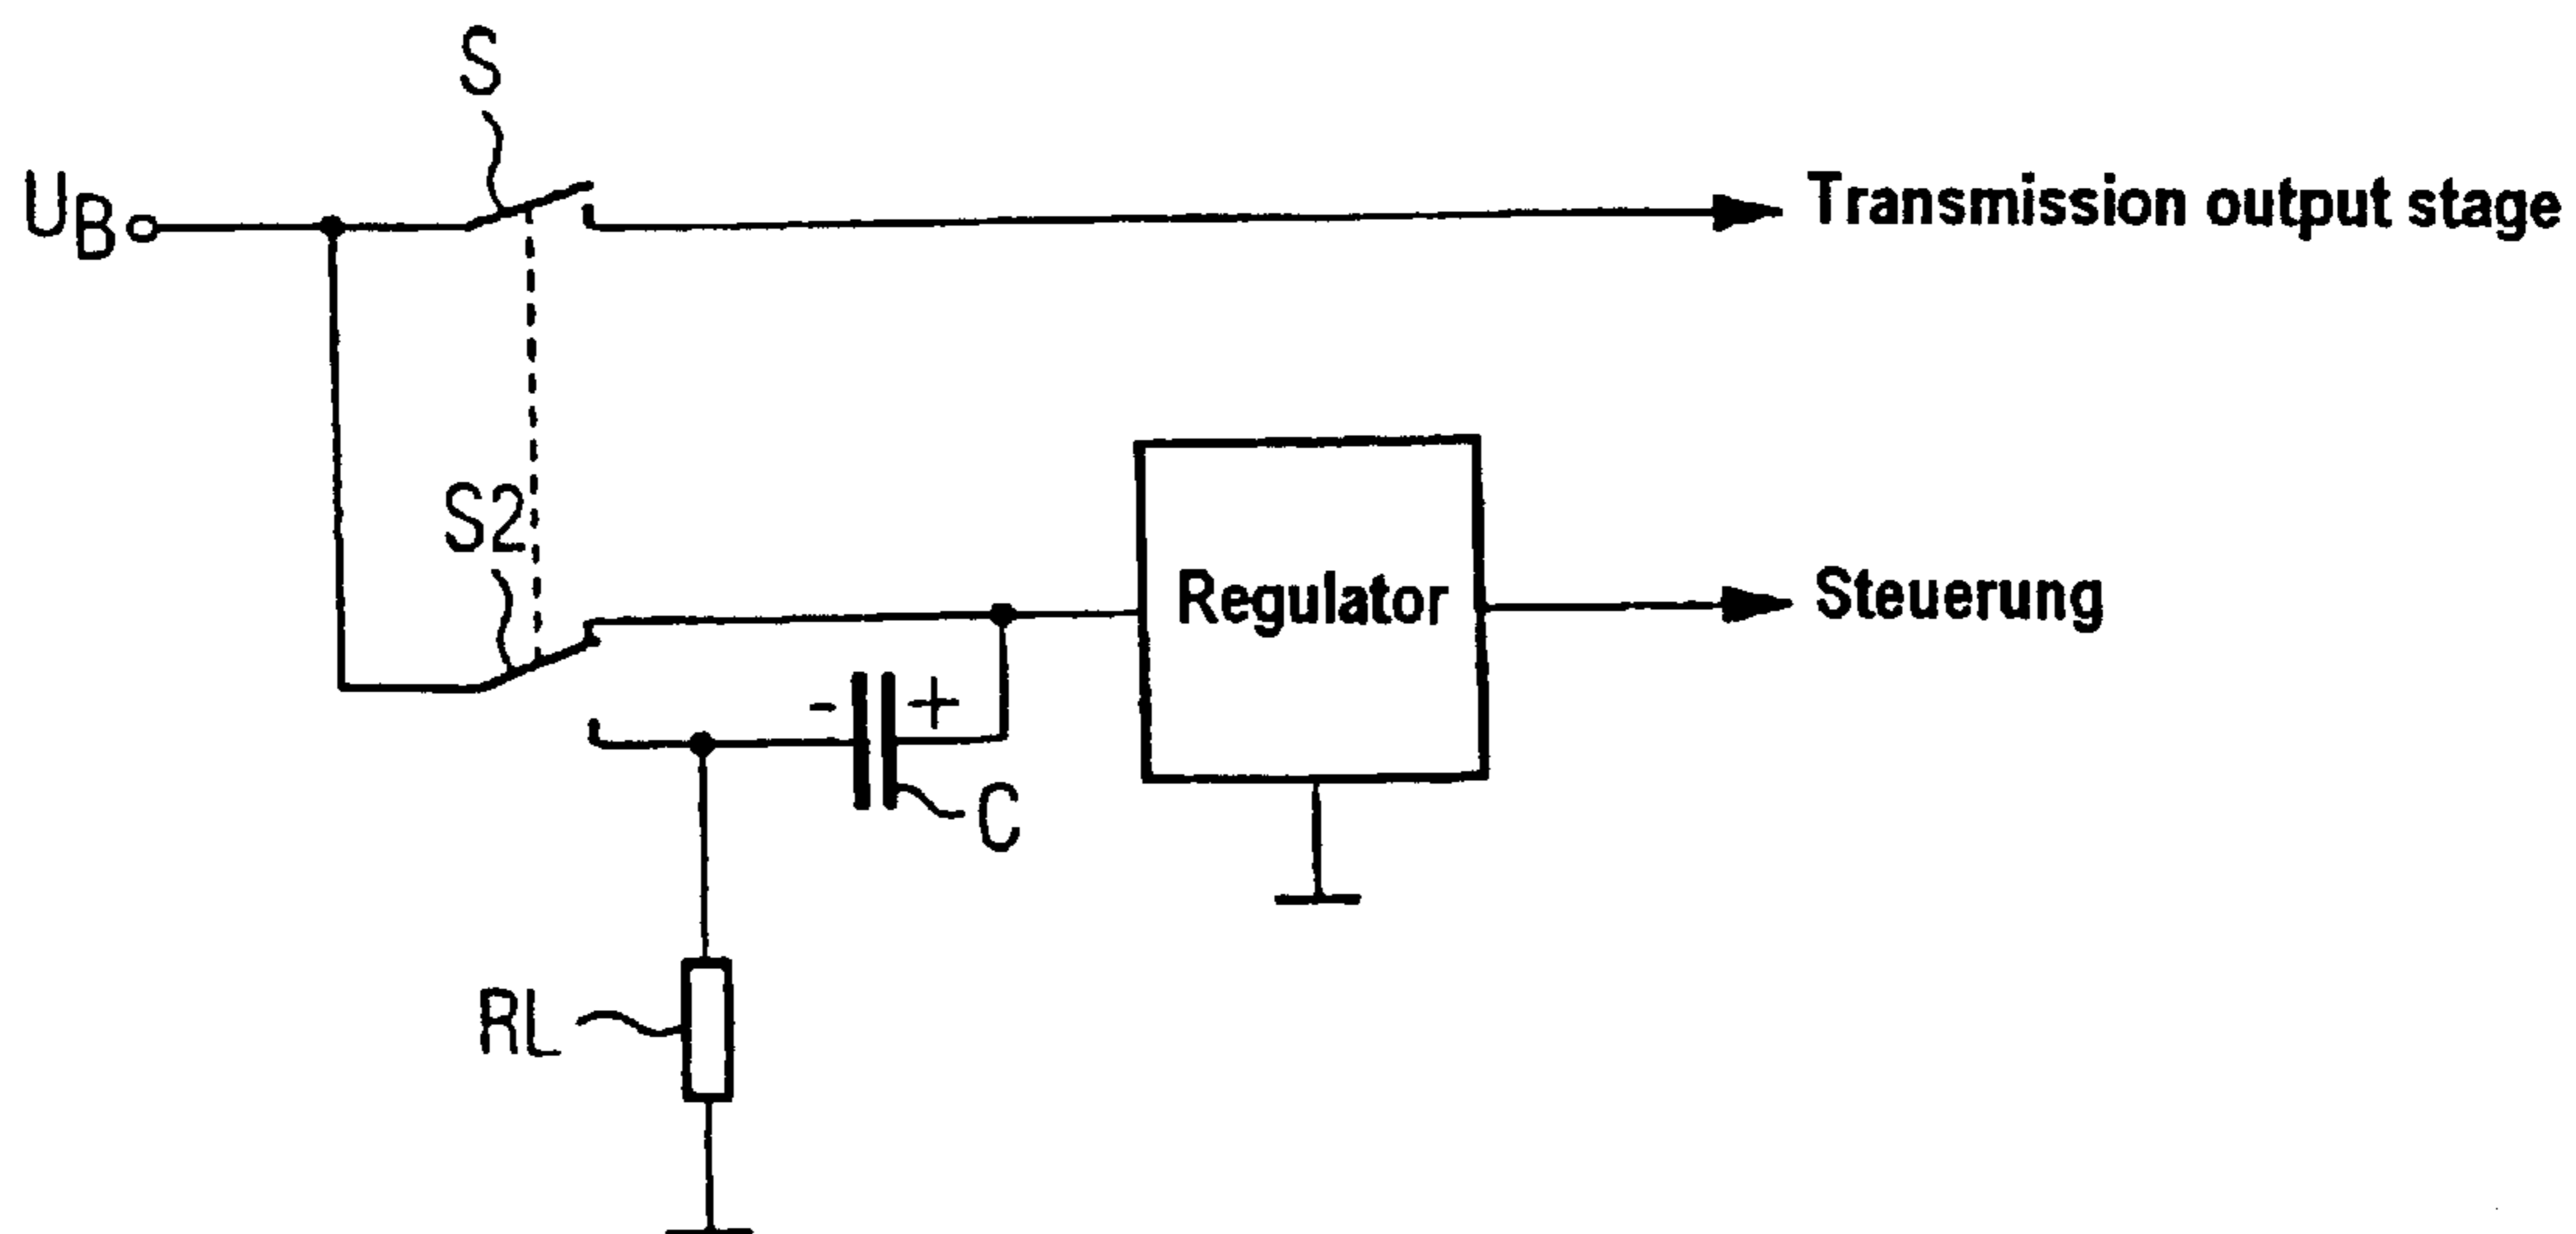 S
UB
Transmission output stage
S2
Regulator
Steuerung
- +
C
RL